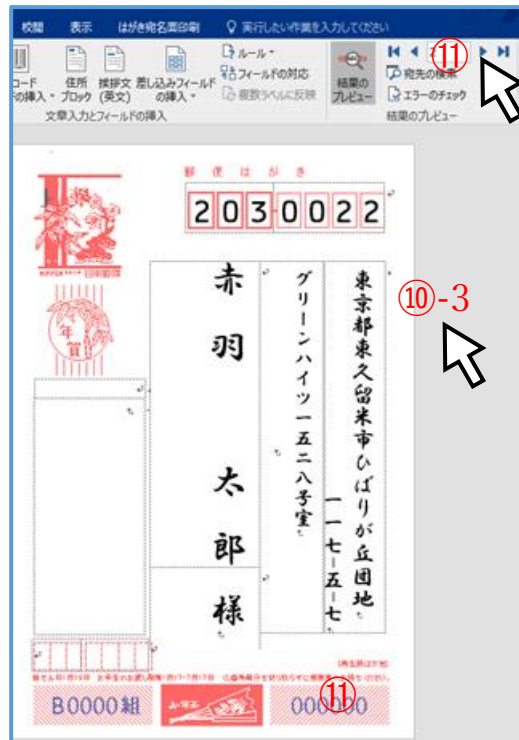 校閲 表示 はがき宛名面印刷 実行したい作業を入力してください
住所ブロック
挨拶文(英文)
差し込みフィールドの挿入
ルール
フィールドの対応
複数ラベルに反映
文章入力とフィールドの挿入
結果のプレビュー
⑪
宛先の検索
エラーのチェック
結果のプレビュー
郵便はがき
2030022
年賀
⑩-3
東京都東久留米市ひばりが丘団地
一一七-五-七
グリーンハイツ一五二八号室
赤羽 太郎 様
B0000組
000000
⑪